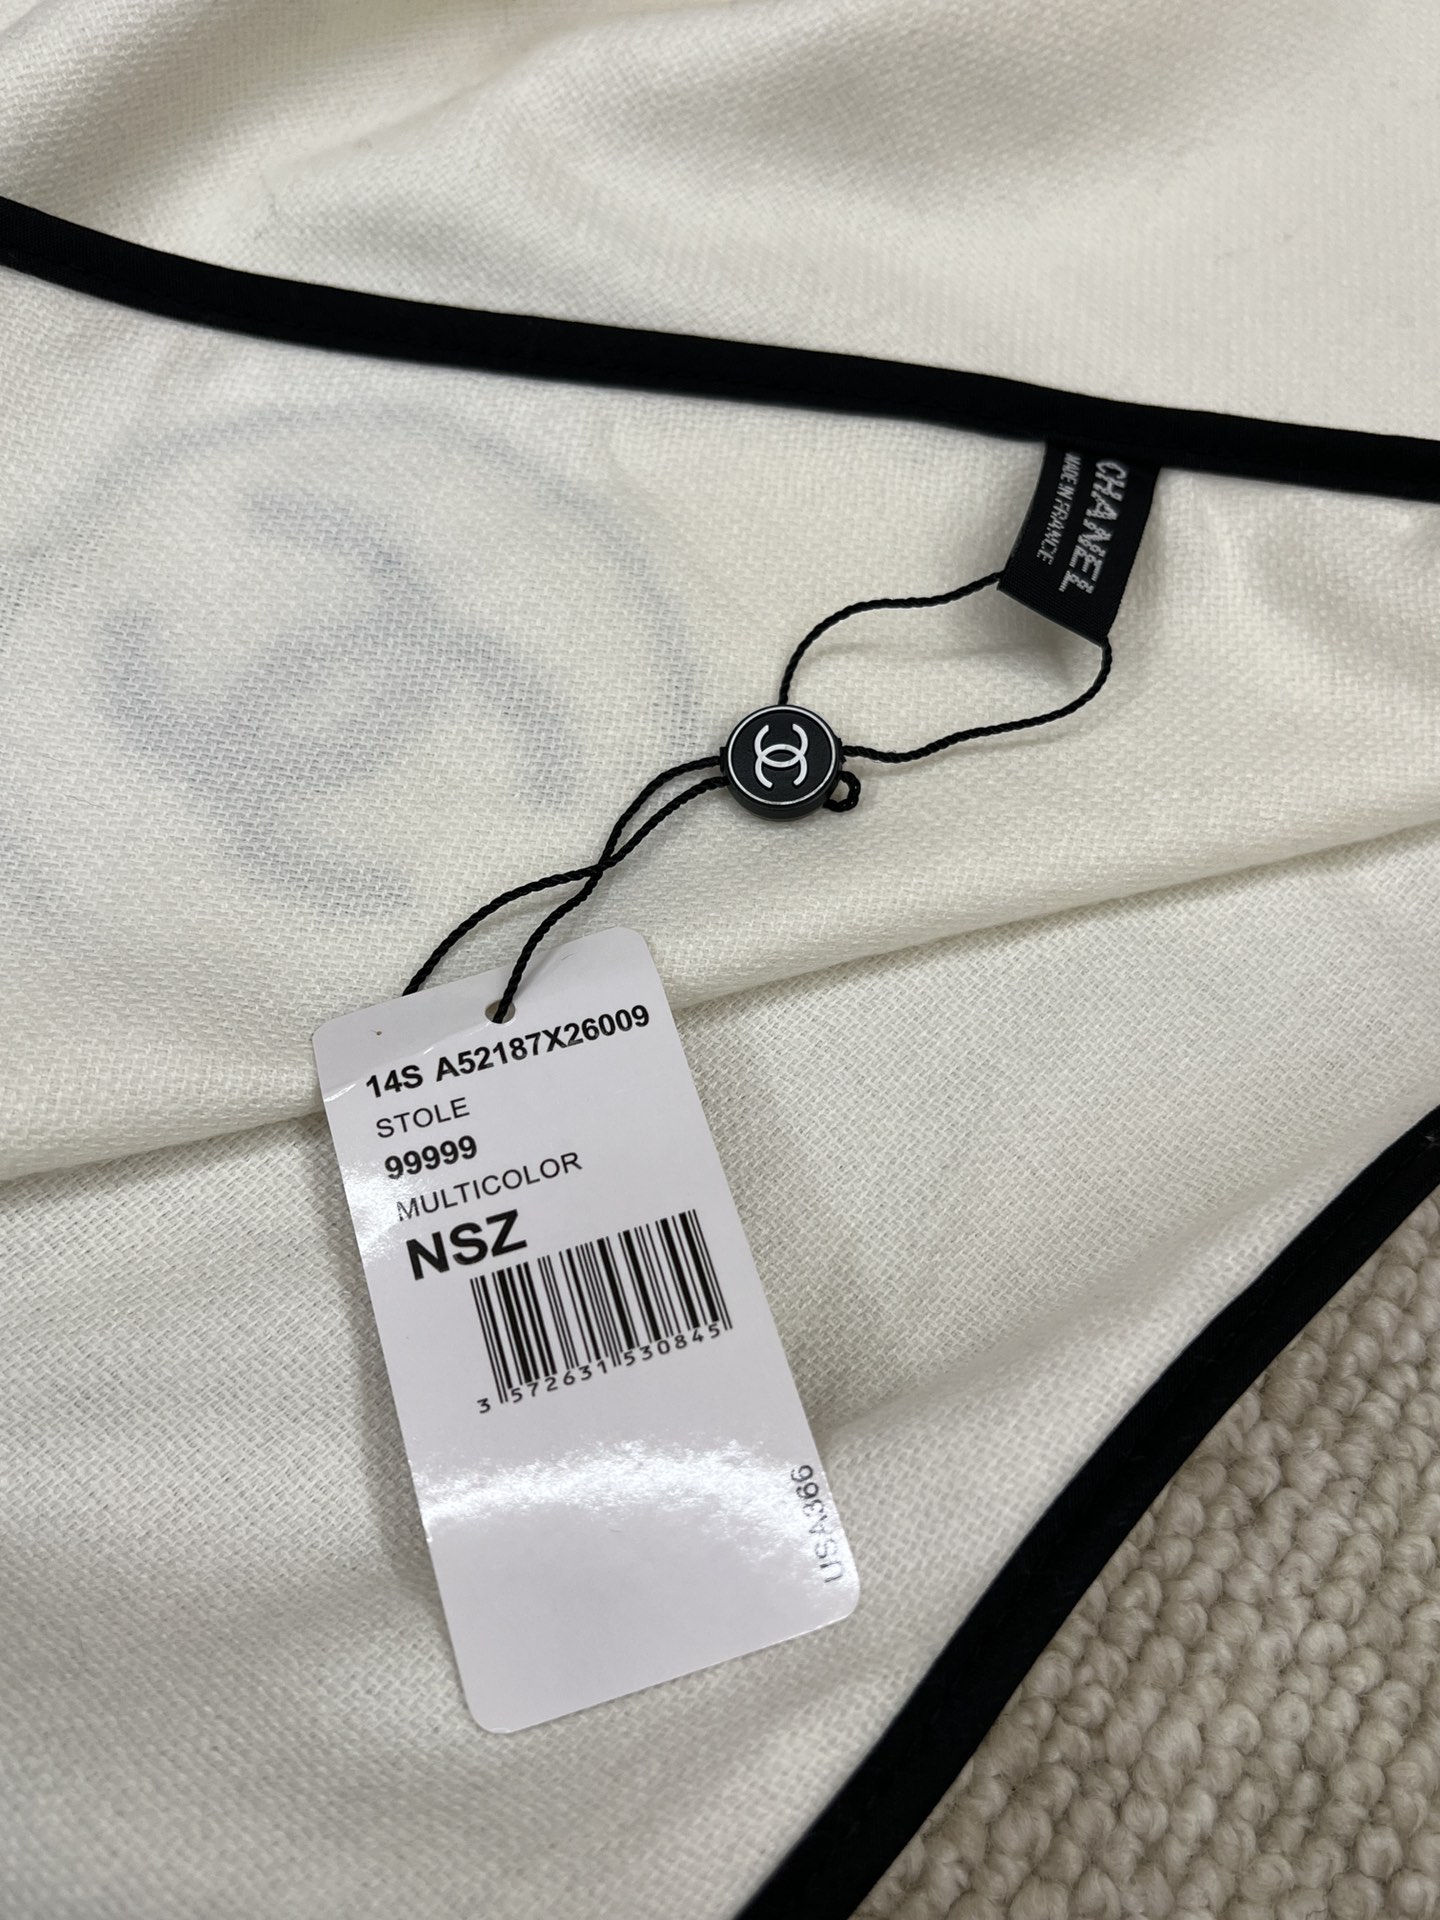 CHANEL
MADE IN FRANCE
14S A52187X26009
STOLE
99999
MULTICOLOR
NSZ
3 572631 530845
USA366